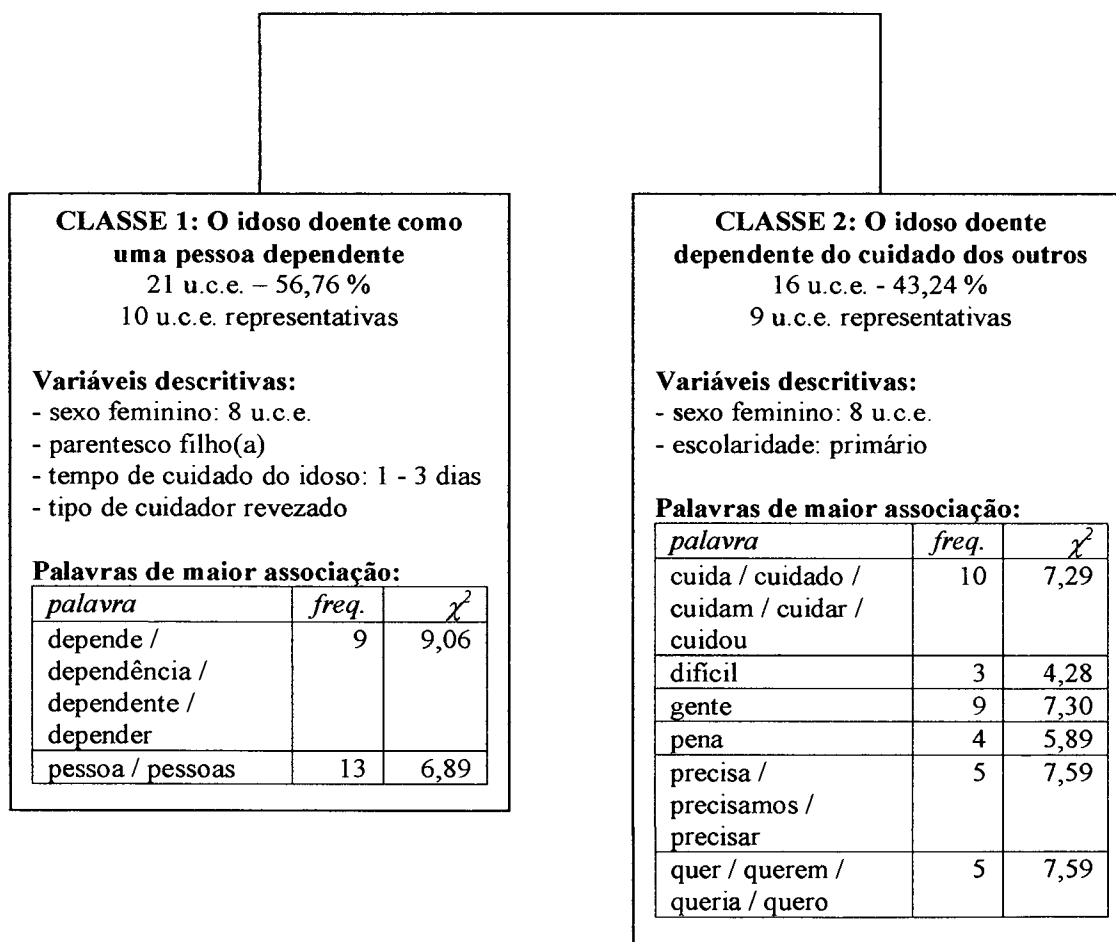 CLASSE 1: O idoso doente como
uma pessoa dependente
21 u.c.e. – 56,76 %
10 u.c.e. representativas
Variáveis descritivas:
- sexo feminino: 8 u.c.e.
- parentesco filho(a)
- tempo de cuidado do idoso: 1 - 3 dias
- tipo de cuidador revezado
Palavras de maior associação:
palavra freq. χ²
depende / 9 9,06
dependência /
dependente /
depender
pessoa / pessoas 13 6,89
CLASSE 2: O idoso doente
dependente do cuidado dos outros
16 u.c.e. - 43,24 %
9 u.c.e. representativas
Variáveis descritivas:
- sexo feminino: 8 u.c.e.
- escolaridade: primário
Palavras de maior associação:
palavra freq. χ²
cuida / cuidado / 10 7,29
cuidam / cuidar /
cuidou
difícil 3 4,28
gente 9 7,30
pena 4 5,89
precisa / 5 7,59
precisamos /
precisar
quer / querem / 5 7,59
queria / quero